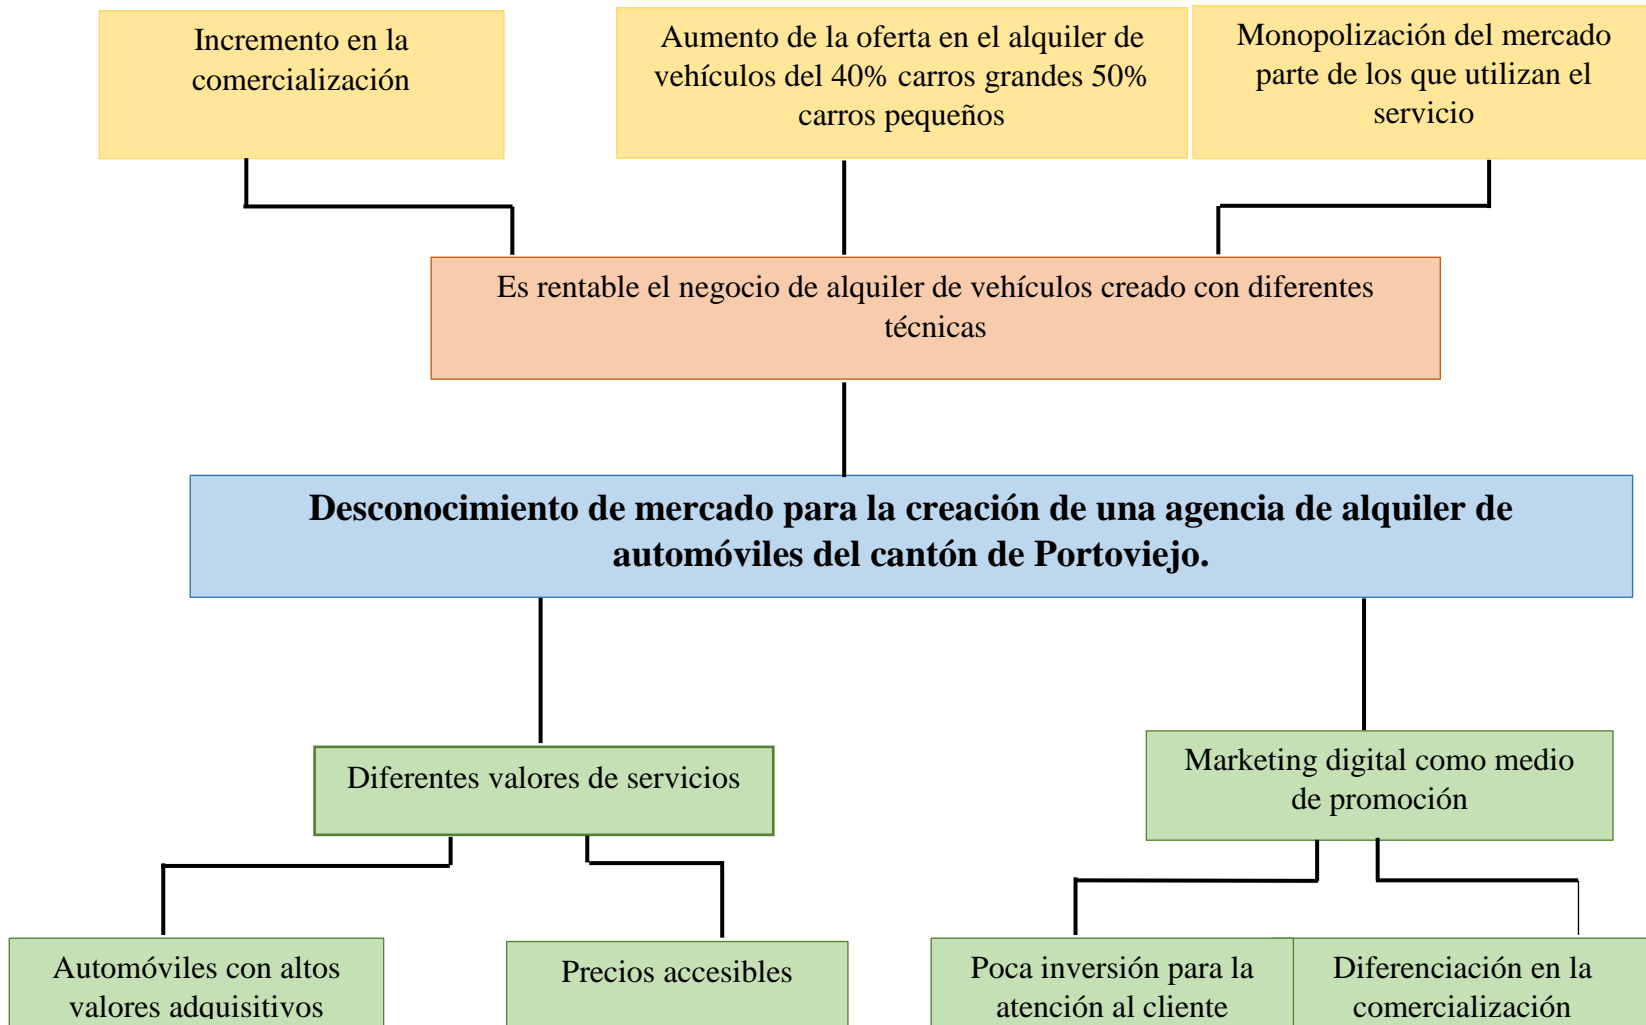 Incremento en la
comercialización
Aumento de la oferta en el alquiler de
vehículos del 40% carros grandes 50%
carros pequeños
Monopolización del mercado
parte de los que utilizan el
servicio
Es rentable el negocio de alquiler de vehículos creado con diferentes
técnicas
Desconocimiento de mercado para la creación de una agencia de alquiler de
automóviles del cantón de Portoviejo.
Diferentes valores de servicios
Marketing digital como medio
de promoción
Automóviles con altos
valores adquisitivos
Precios accesibles
Poca inversión para la
atención al cliente
Diferenciación en la
comercialización